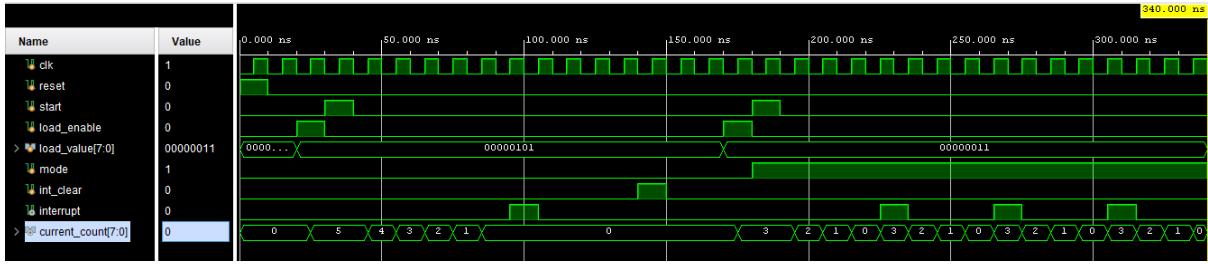 340.000 ns
Name Value 0.000 ns 50.000 ns 100.000 ns 150.000 ns 200.000 ns 250.000 ns 300.000 ns
clk 1
reset 0
start 0
load_enable 0
load_value[7:0] 00000011 0000... 00000101 00000011
mode 1
int_clear 0
interrupt 0
current_count[7:0] 0 0 5 4 3 2 1 0 3 2 1 0 3 2 1 0 3 2 1 0 3 2 1 0